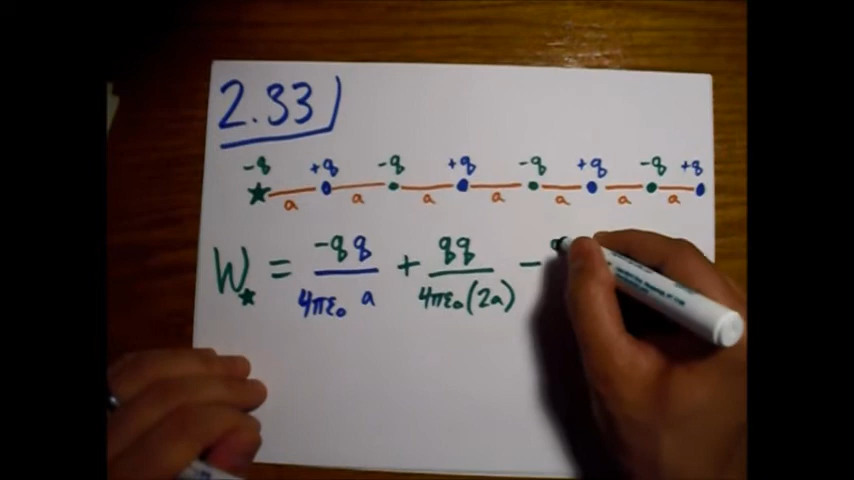 2.33
-q +q -q +q -q +q -q +q
a a a a a a a
W★ = -qq/4πε₀ a + qq/4πε₀(2a) -